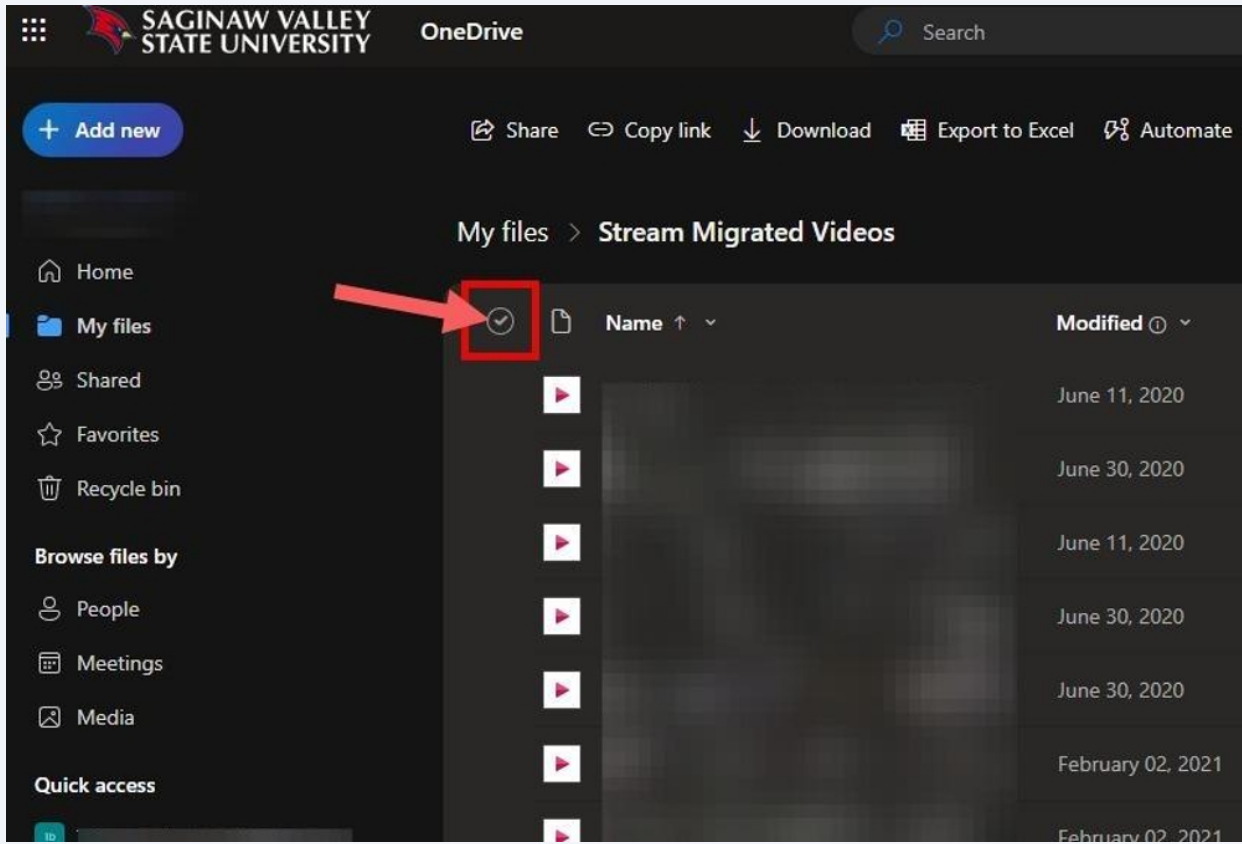 SAGINAW VALLEY
STATE UNIVERSITY
OneDrive
Search
Add new
Share Copy link Download Export to Excel Automate
My files > Stream Migrated Videos
Home
My files
Shared
Favorites
Recycle bin
Browse files by
People
Meetings
Media
Quick access
Name Modified
June 11, 2020
June 30, 2020
June 11, 2020
June 30, 2020
June 30, 2020
February 02, 2021
February 02, 2021